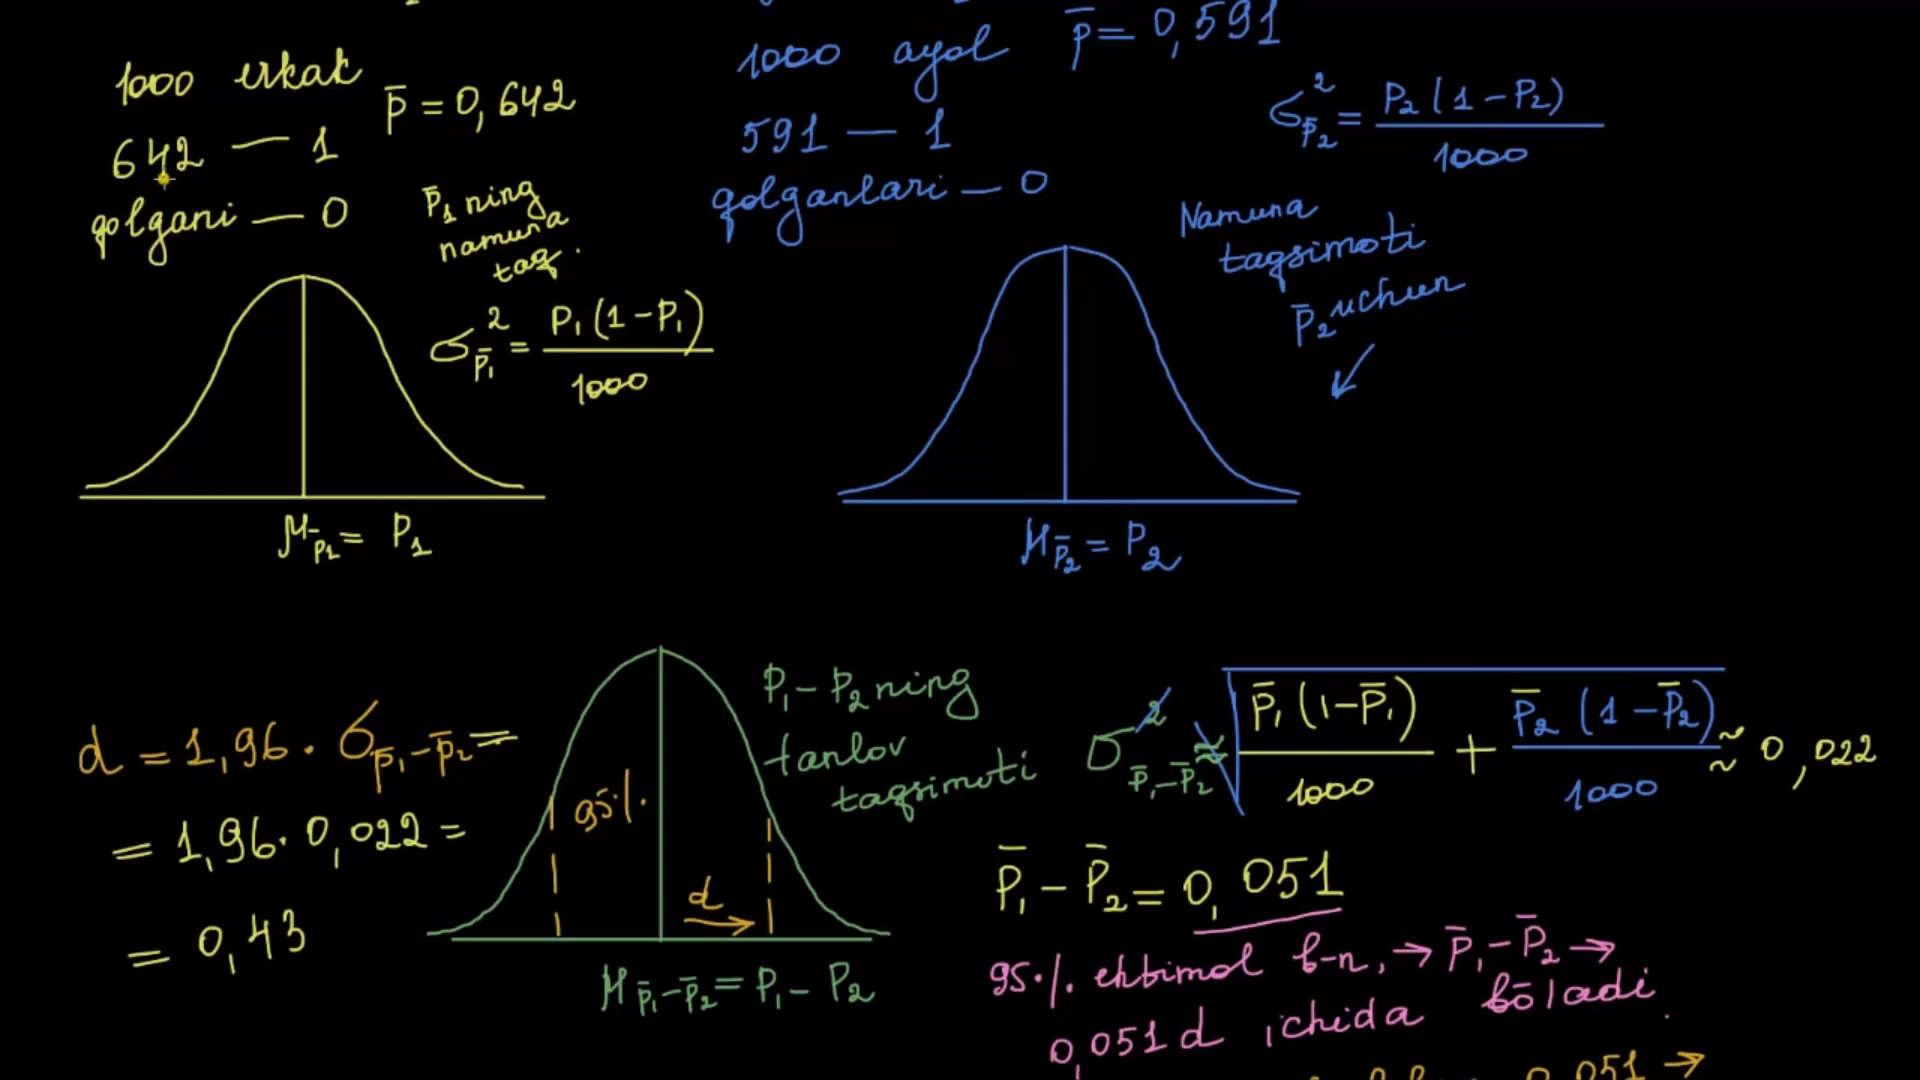 1000 erkak
p̄ = 0,642
642 — 1
qolgani — 0
p̄₁ ning
namuna
taq.
σ²p̄₁ = P₁(1-P₁) / 1000
μp̄₁ = P₁
1000 ayol p̄ = 0,591
591 — 1
qolganlari — 0
σ²p̄₂ = P₂(1-P₂) / 1000
Namuna
taqsimoti
p̄₂ uchun
μp̄₂ = P₂
d = 1,96 · σp̄₁-p̄₂ =
= 1,96 · 0,022 =
= 0,43
95%
d
P₁ - P₂ ning
tanlov
taqsimoti
μp̄₁-p̄₂ = P₁ - P₂
σ²p̄₁-p̄₂ ≈ √(p̄₁(1-p̄₁) / 1000 + p̄₂(1-p̄₂) / 1000) ≈ 0,022
p̄₁ - p̄₂ = 0,051
95% ehtimol b-n, → p̄₁ - p̄₂ →
0,051 d ichida bōladi
0,051 →